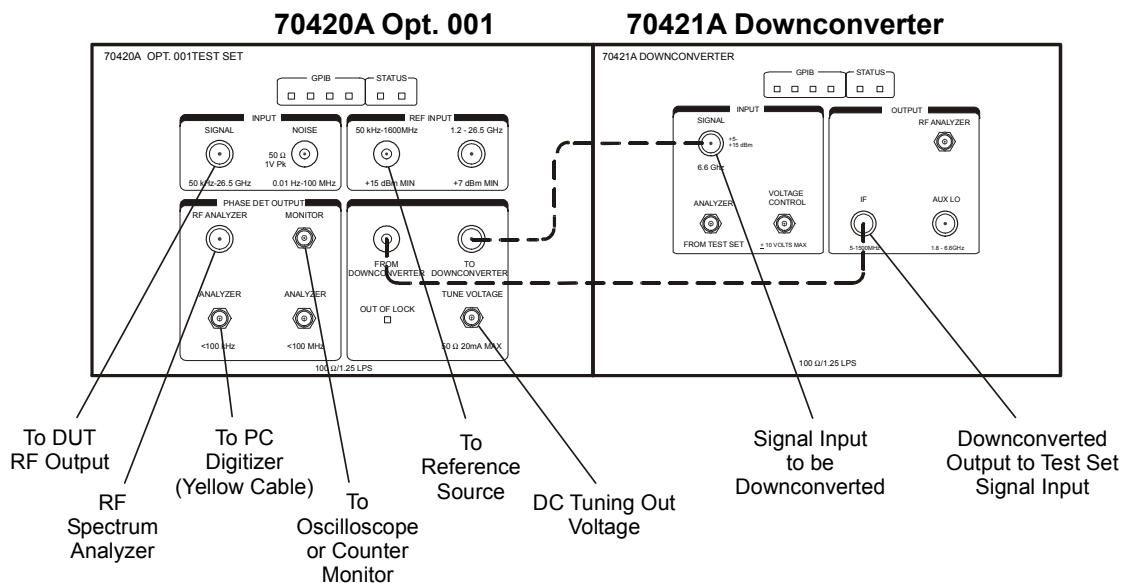 70420A Opt. 001
70421A Downconverter
70420A OPT. 001TEST SET
GPIB
STATUS
INPUT
SIGNAL
NOISE
50 Ω
1V Pk
50 kHz-26.5 GHz
0.01 Hz-100 MHz
REF INPUT
50 kHz-1600MHz
1.2 - 26.5 GHz
+15 dBm MIN
+7 dBm MIN
PHASE DET OUTPUT
RF ANALYZER
MONITOR
ANALYZER
ANALYZER
<100 kHz
<100 MHz
FROM
DOWNCONVERTER
TO
DOWNCONVERTER
OUT OF LOCK
TUNE VOLTAGE
50 Ω 20mA MAX
100 Ω/1.25 LPS
70421A DOWNCONVERTER
GPIB
STATUS
INPUT
SIGNAL
+5-
+15 dBm
6.6 Ghz
ANALYZER
VOLTAGE
CONTROL
FROM TEST SET
± 10 VOLTS MAX
OUTPUT
RF ANALYZER
IF
AUX LO
5-1500MHz
1.8 - 6.6GHz
100 Ω/1.25 LPS
To DUT
RF Output
RF
Spectrum
Analyzer
To PC
Digitizer
(Yellow Cable)
To
Oscilloscope
or Counter
Monitor
To
Reference
Source
DC Tuning Out
Voltage
Signal Input
to be
Downconverted
Downconverted
Output to Test Set
Signal Input